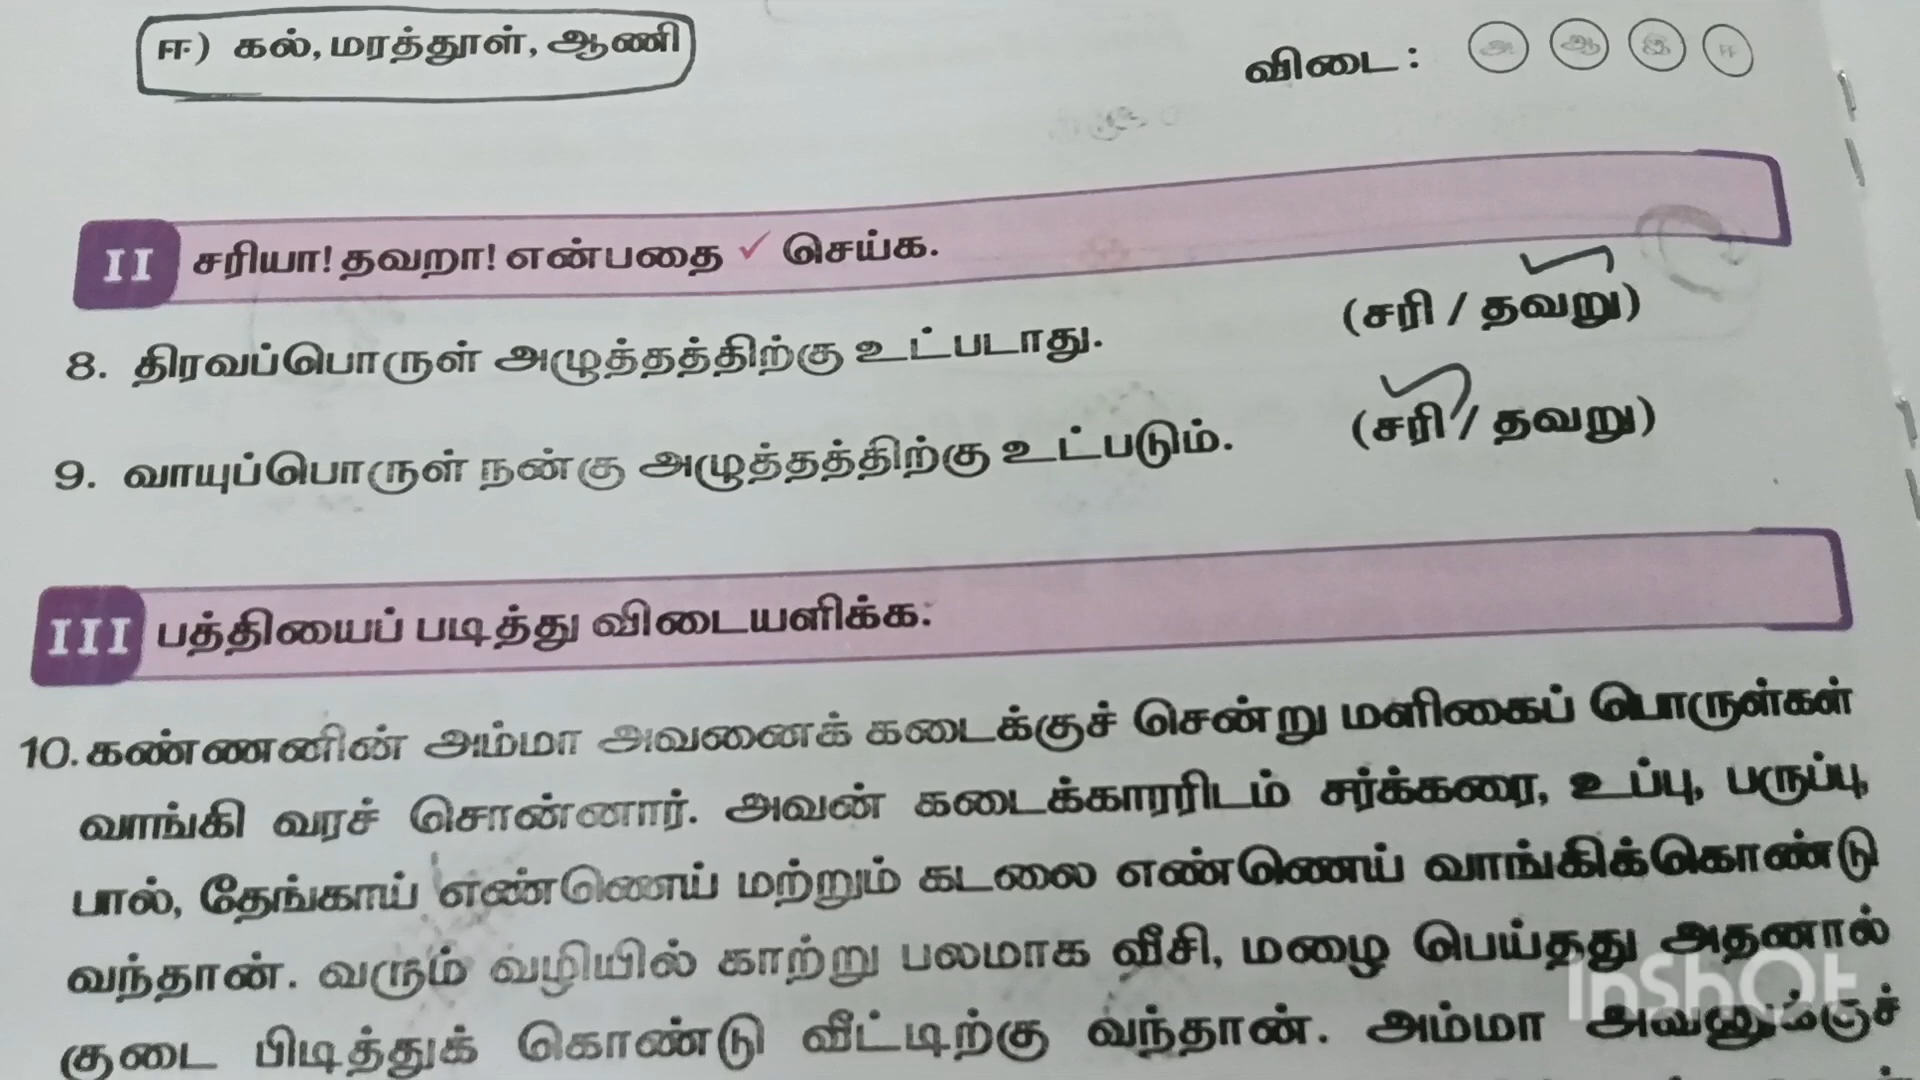 ஈ) கல், மரத்தூள், ஆணி
விடை : அ ஆ இ ஈ
II சரியா! தவறா! என்பதை ✓ செய்க.
8. திரவப்பொருள் அழுத்தத்திற்கு உட்படாது. (சரி / தவறு)
9. வாயுப்பொருள் நன்கு அழுத்தத்திற்கு உட்படும். (சரி / தவறு)
III பத்தியைப் படித்து விடையளிக்க:
10. கண்ணனின் அம்மா அவனைக் கடைக்குச் சென்று மளிகைப் பொருள்கள்
வாங்கி வரச் சொன்னார். அவன் கடைக்காரரிடம் சர்க்கரை, உப்பு, பருப்பு,
பால், தேங்காய் எண்ணெய் மற்றும் கடலை எண்ணெய் வாங்கிக்கொண்டு
வந்தான். வரும் வழியில் காற்று பலமாக வீசி, மழை பெய்தது அதனால்
குடை பிடித்துக் கொண்டு வீட்டிற்கு வந்தான். அம்மா அவனுக்குச்
InShOt